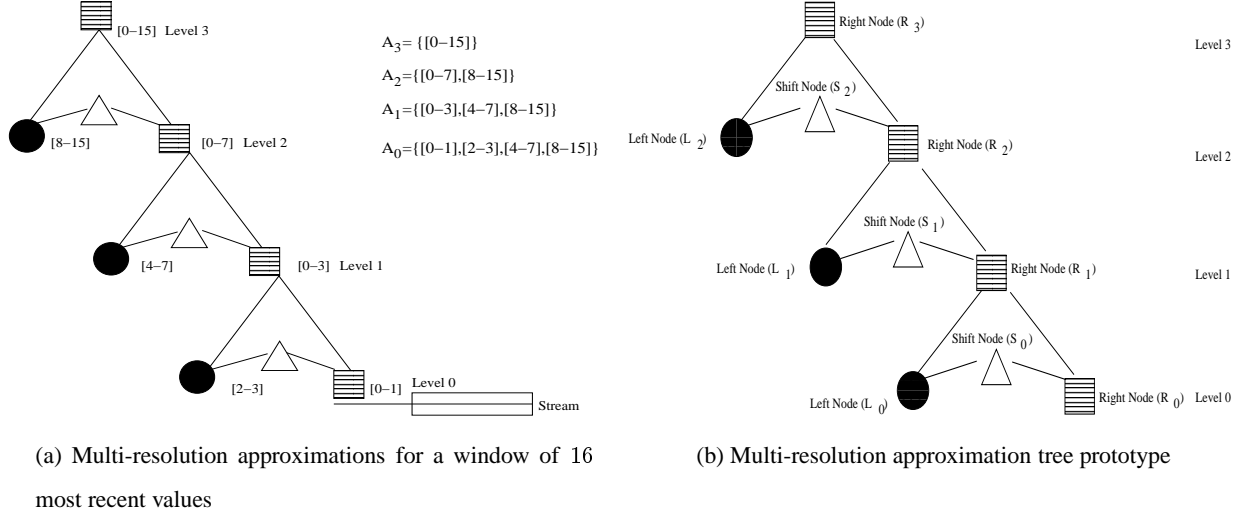 [0−15] Level 3
A3= {[0−15]}
A2={[0−7],[8−15]}
A1={[0−3],[4−7],[8−15]}
A0={[0−1],[2−3],[4−7],[8−15]}
[8−15]
[0−7] Level 2
[4−7]
[0−3] Level 1
[2−3]
[0−1] Level 0
Stream
(a) Multi-resolution approximations for a window of 16
most recent values
Right Node (R 3)
Level 3
Shift Node (S 2)
Left Node (L 2)
Right Node (R 2)
Level 2
Shift Node (S 1)
Left Node (L 1)
Right Node (R 1)
Level 1
Shift Node (S 0)
Left Node (L 0)
Right Node (R 0)
Level 0
(b) Multi-resolution approximation tree prototype